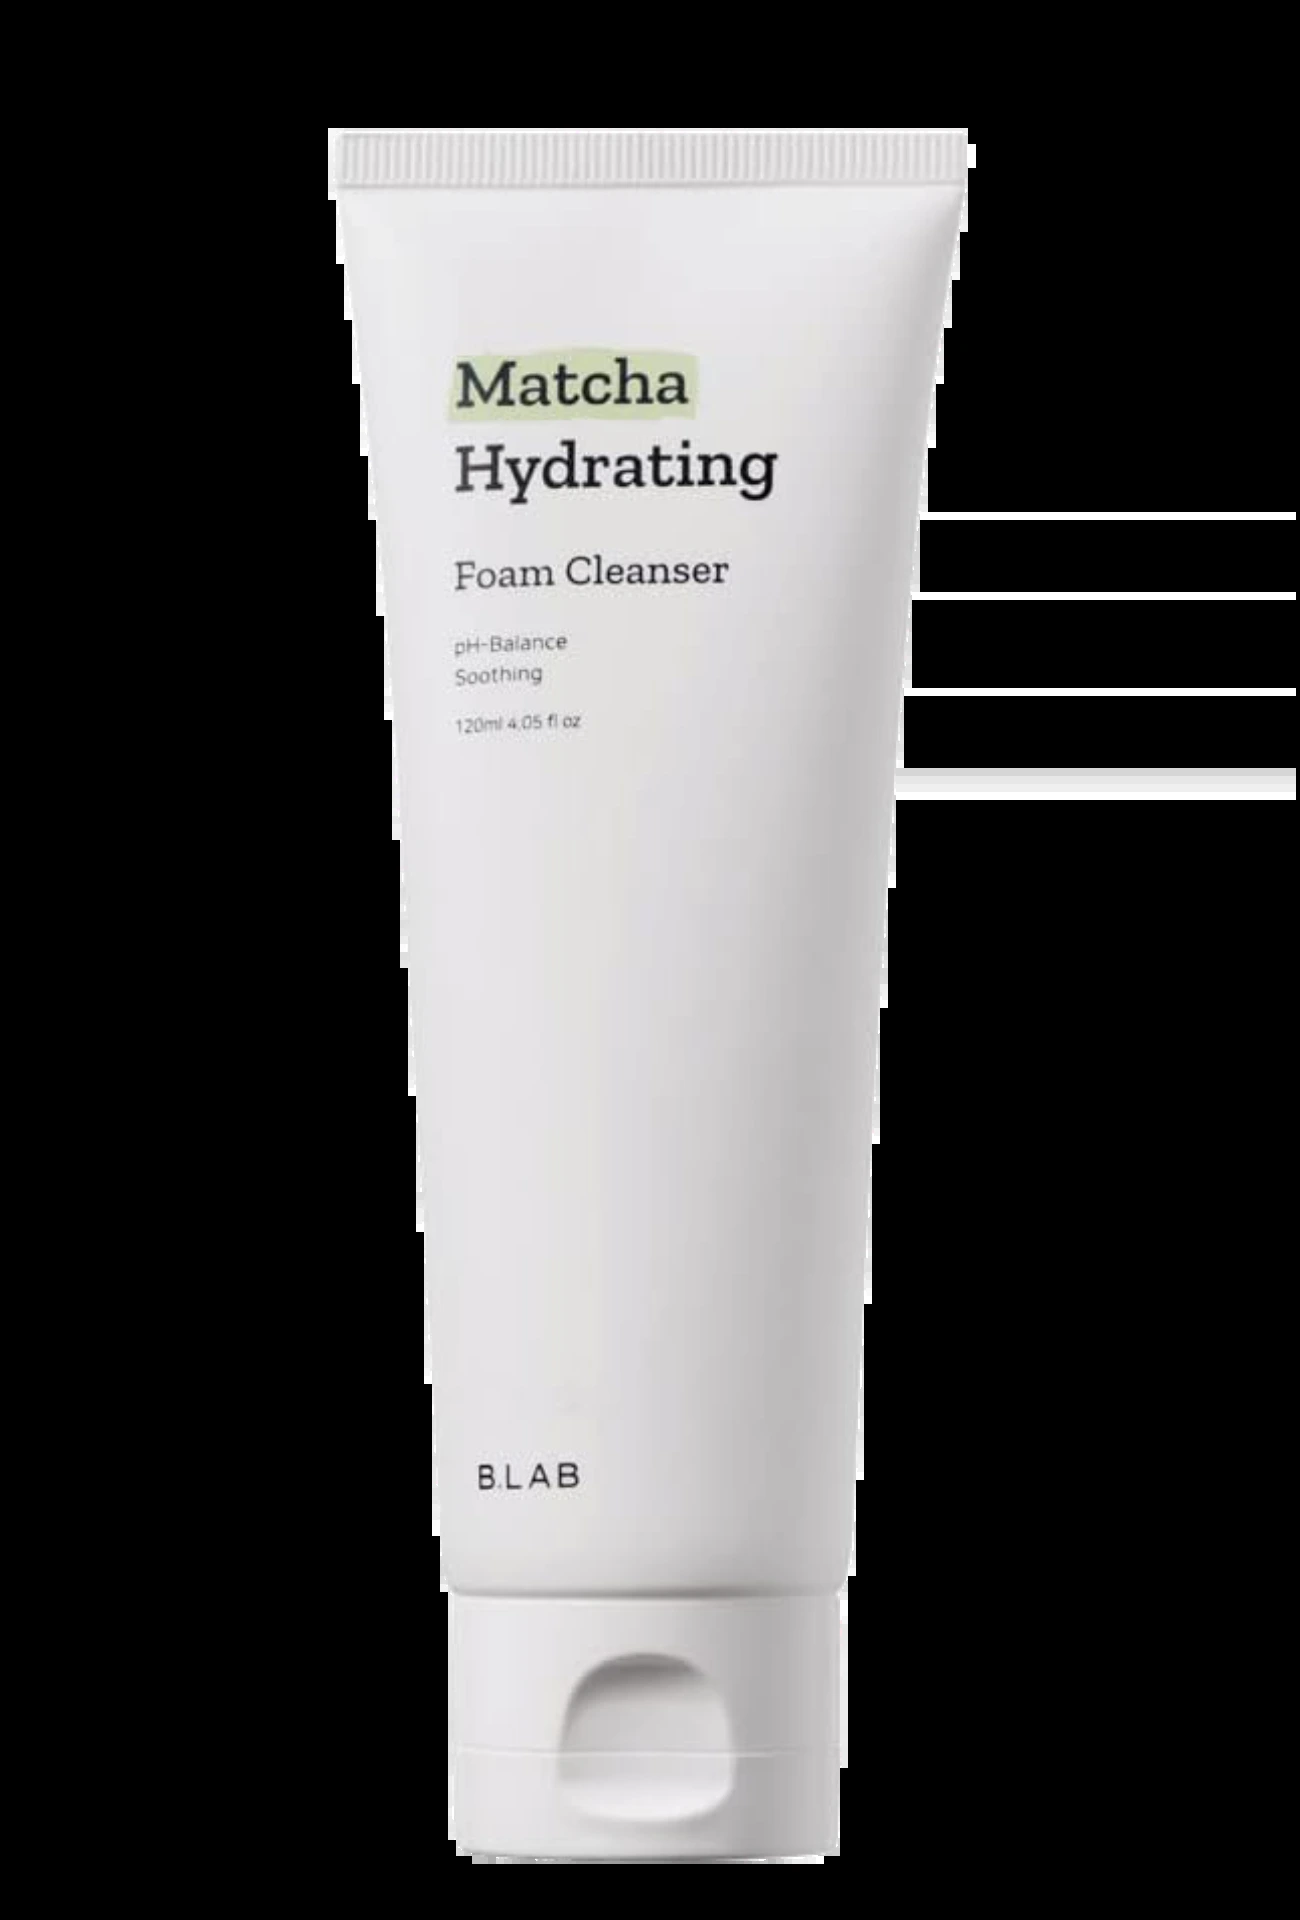 Matcha
Hydrating
Foam Cleanser
pH-Balance
Soothing
120ml 4.05 fl oz
B.LAB